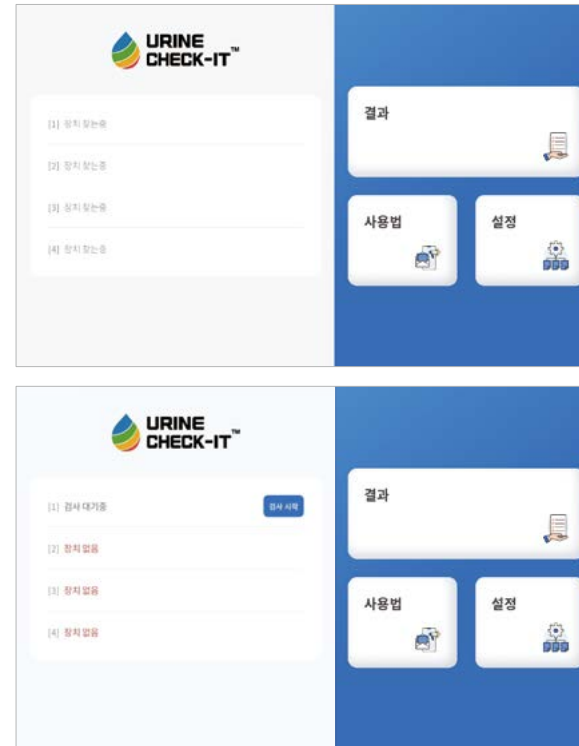 URINE
CHECK-IT™
[1] 장치 찾는중
[2] 장치 찾는중
[3] 장치 찾는중
[4] 장치 찾는중
결과
사용법
설정
URINE
CHECK-IT™
[1] 검사 대기중
검사 시작
[2] 장치 없음
[3] 장치 없음
[4] 장치 없음
결과
사용법
설정